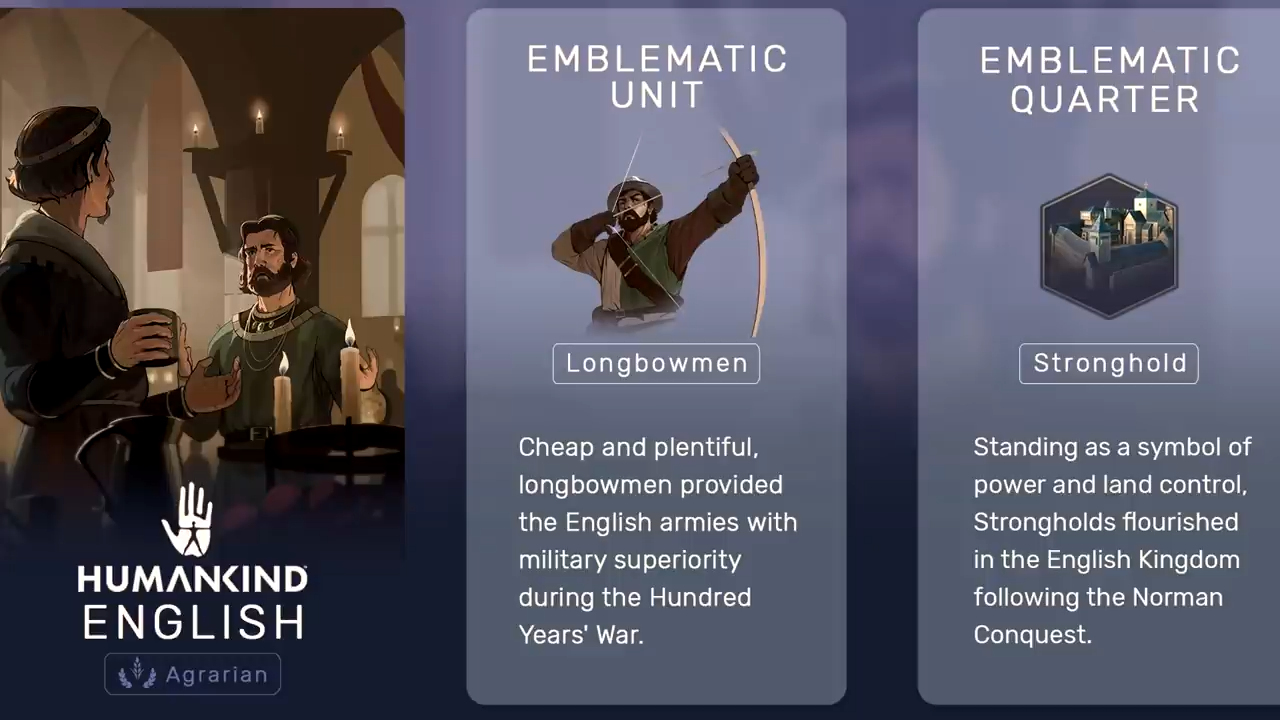 HUMANKIND
ENGLISH
Agrarian
EMBLEMATIC
UNIT
Longbowmen
Cheap and plentiful,
longbowmen provided
the English armies with
military superiority
during the Hundred
Years' War.
EMBLEMATIC
QUARTER
Stronghold
Standing as a symbol of
power and land control,
Strongholds flourished
in the English Kingdom
following the Norman
Conquest.